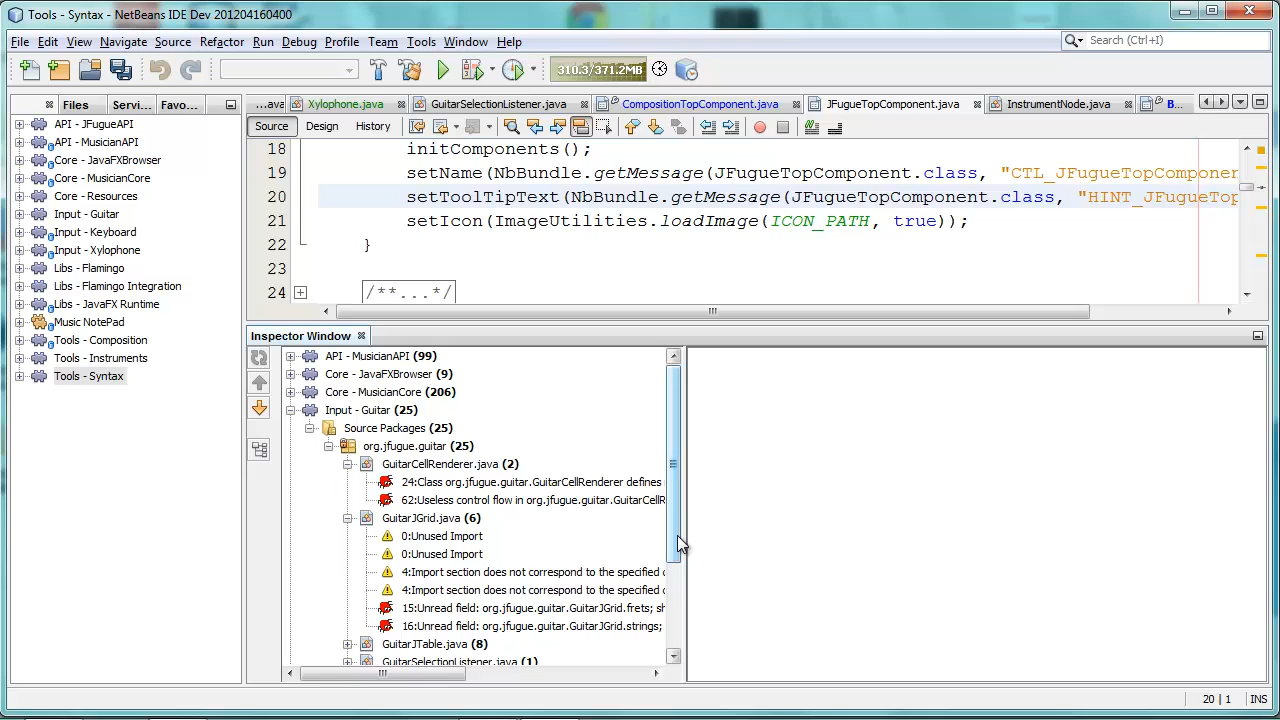 Tools - Syntax - NetBeans IDE Dev 201204160400
File Edit View Navigate Source Refactor Run Debug Profile Team Tools Window Help
Search (Ctrl+I)
310.3/371.2MB
Files Servi... Favo...
...ava Xylophone.java GuitarSelectionListener.java CompositionTopComponent.java JFugueTopComponent.java InstrumentNode.java B...
API - JFugueAPI
API - MusicianAPI
Core - JavaFXBrowser
Core - MusicianCore
Core - Resources
Input - Guitar
Input - Keyboard
Input - Xylophone
Libs - Flamingo
Libs - Flamingo Integration
Libs - JavaFX Runtime
Music NotePad
Tools - Composition
Tools - Instruments
Tools - Syntax
Source Design History
18 initComponents();
19 setName(NbBundle.getMessage(JFugueTopComponent.class, "CTL_JFugueTopComponen
20 setToolTipText(NbBundle.getMessage(JFugueTopComponent.class, "HINT_JFugueTop
21 setIcon(ImageUtilities.loadImage(ICON_PATH, true));
22 }
23
24 /**...*/
Inspector Window
API - MusicianAPI (99)
Core - JavaFXBrowser (9)
Core - MusicianCore (206)
Input - Guitar (25)
Source Packages (25)
org.jfugue.guitar (25)
GuitarCellRenderer.java (2)
24:Class org.jfugue.guitar.GuitarCellRenderer defines
62:Useless control flow in org.jfugue.guitar.GuitarCellR
GuitarJGrid.java (6)
0:Unused Import
0:Unused Import
4:Import section does not correspond to the specified
4:Import section does not correspond to the specified
15:Unread field: org.jfugue.guitar.GuitarJGrid.frets; sh
16:Unread field: org.jfugue.guitar.GuitarJGrid.strings;
GuitarJTable.java (8)
GuitarSelectionListener.java (1)
20 | 1 INS